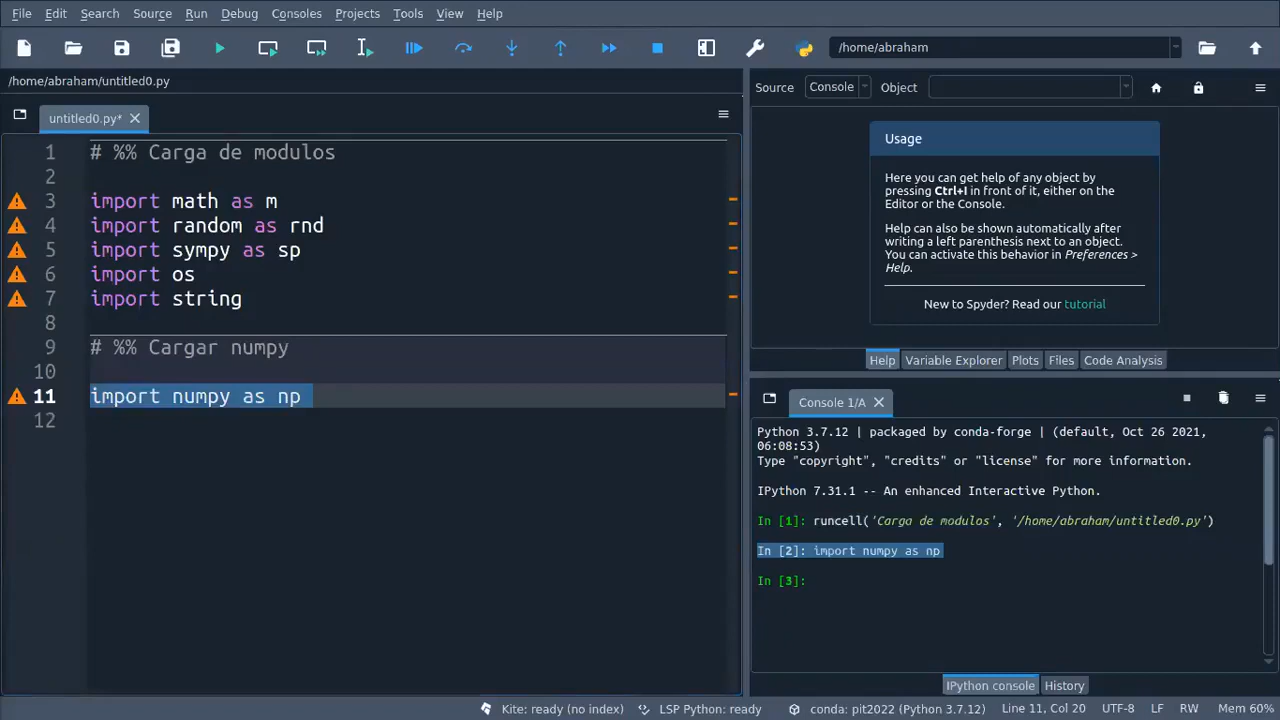 File Edit Search Source Run Debug Consoles Projects Tools View Help
/home/abraham
/home/abraham/untitled0.py
untitled0.py*
1 # %% Carga de modulos
2
3 import math as m
4 import random as rnd
5 import sympy as sp
6 import os
7 import string
8
9 # %% Cargar numpy
10
11 import numpy as np
12
Source Console Object
Usage
Here you can get help of any object by
pressing Ctrl+I in front of it, either on the
Editor or the Console.
Help can also be shown automatically after
writing a left parenthesis next to an object.
You can activate this behavior in Preferences >
Help.
New to Spyder? Read our tutorial
Help Variable Explorer Plots Files Code Analysis
Console 1/A
Python 3.7.12 | packaged by conda-forge | (default, Oct 26 2021,
06:08:53)
Type "copyright", "credits" or "license" for more information.
IPython 7.31.1 -- An enhanced Interactive Python.
In [1]: runcell('Carga de modulos', '/home/abraham/untitled0.py')
In [2]: import numpy as np
In [3]:
IPython console History
Kite: ready (no index) LSP Python: ready conda: pit2022 (Python 3.7.12) Line 11, Col 20 UTF-8 LF RW Mem 60%